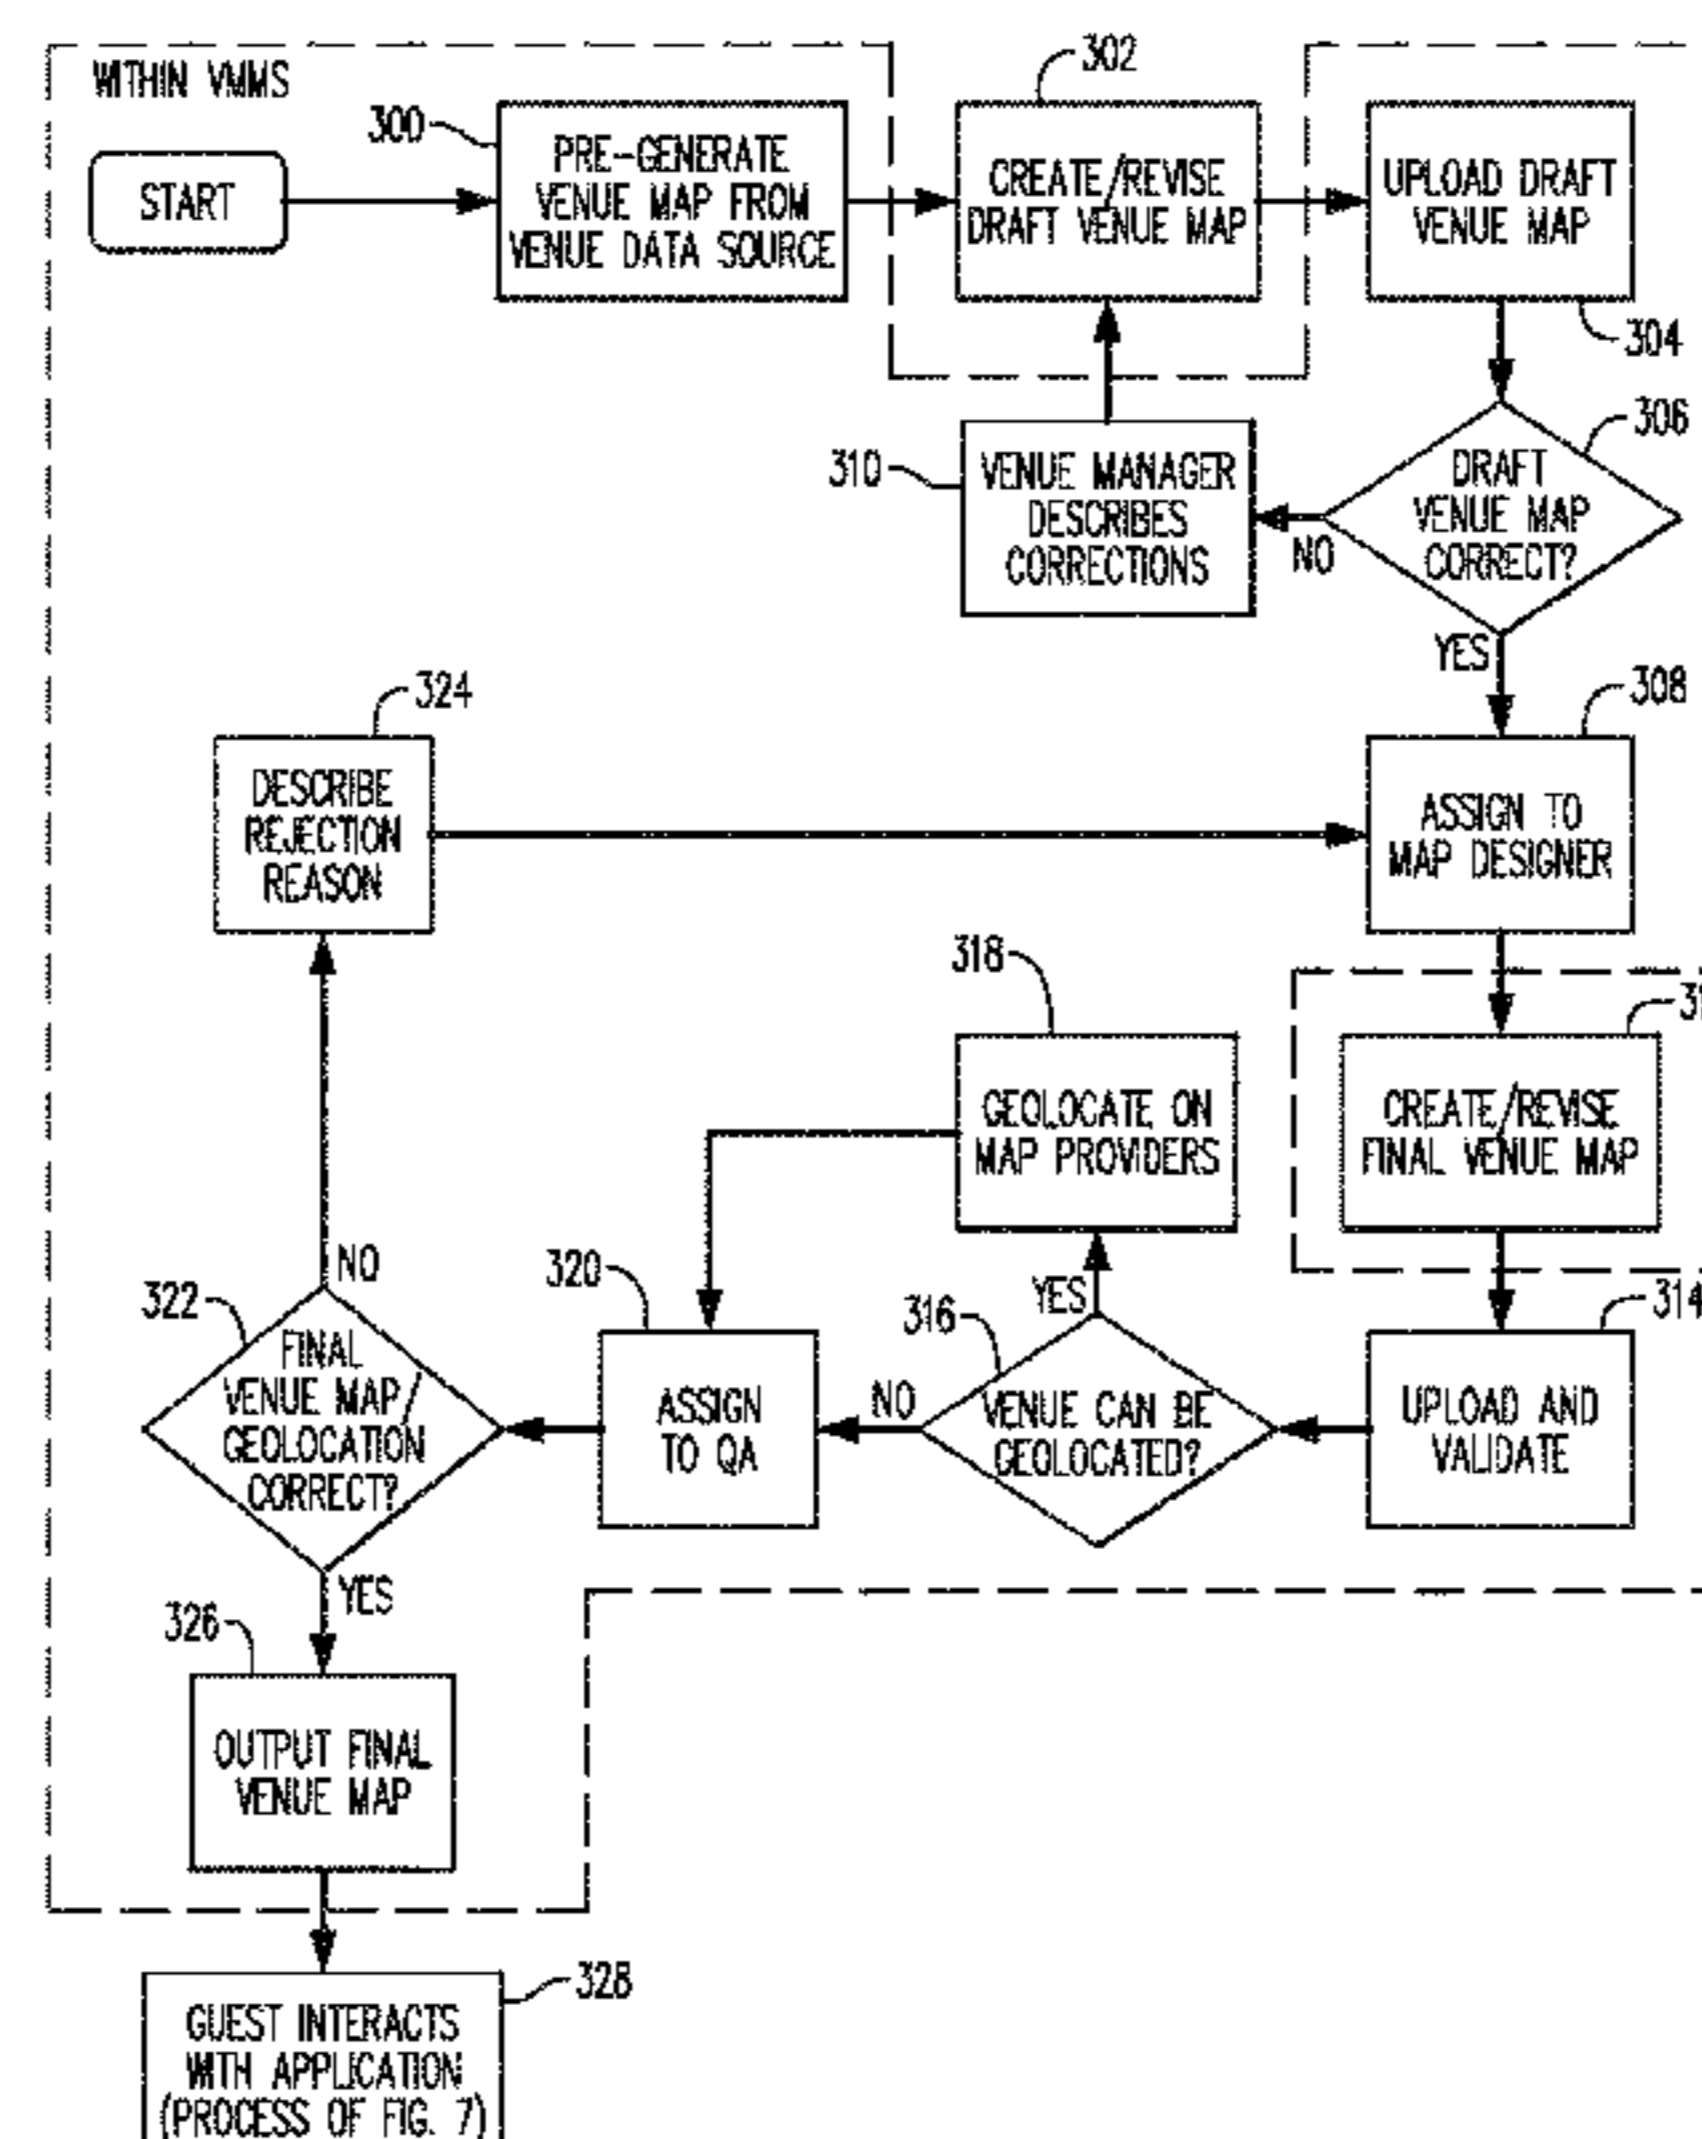 WITHIN VMMS
302
300
START
PRE-GENERATE
VENUE MAP FROM
VENUE DATA SOURCE
CREATE/REVISE
DRAFT VENUE MAP
UPLOAD DRAFT
VENUE MAP
304
306
310
VENUE MANAGER
DESCRIBES
CORRECTIONS
DRAFT
VENUE MAP
CORRECT?
NO
YES
324
308
DESCRIBE
REJECTION
REASON
ASSIGN TO
MAP DESIGNER
318
GEOLOCATE ON
MAP PROVIDERS
CREATE/REVISE
FINAL VENUE MAP
NO
320
YES
322
316
314
FINAL
VENUE MAP/
GEOLOCATION
CORRECT?
ASSIGN
TO QA
NO
VENUE CAN BE
GEOLOCATED?
UPLOAD AND
VALIDATE
YES
326
OUTPUT FINAL
VENUE MAP
328
GUEST INTERACTS
WITH APPLICATION
(PROCESS OF FIG. 7)